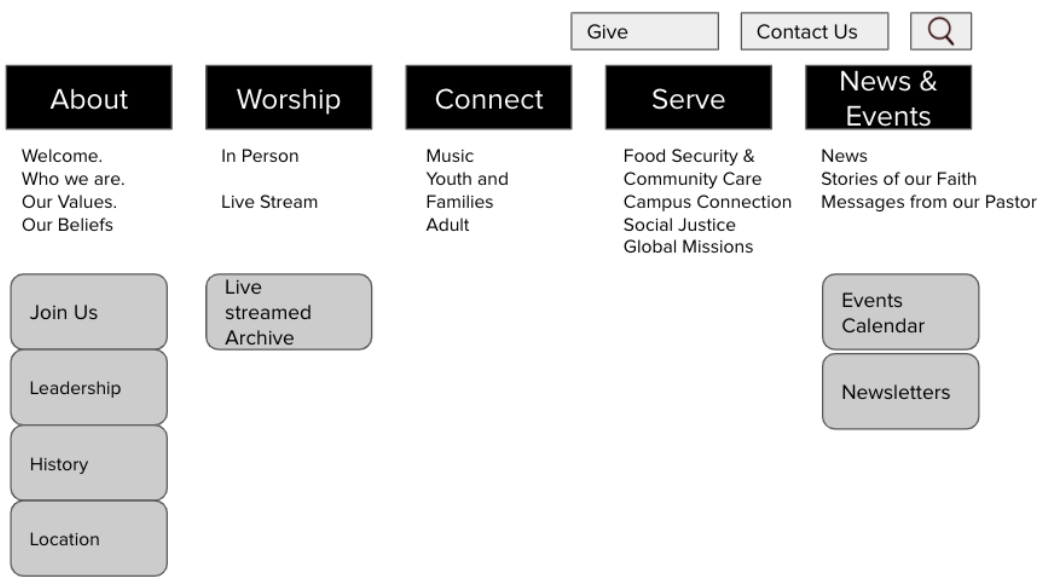 Give
Contact Us
About
Worship
Connect
Serve
News &
Events
Welcome.
Who we are.
Our Values.
Our Beliefs
In Person
Live Stream
Music
Youth and
Families
Adult
Food Security &
Community Care
Campus Connection
Social Justice
Global Missions
News
Stories of our Faith
Messages from our Pastor
Join Us
Leadership
History
Location
Live
streamed
Archive
Events
Calendar
Newsletters